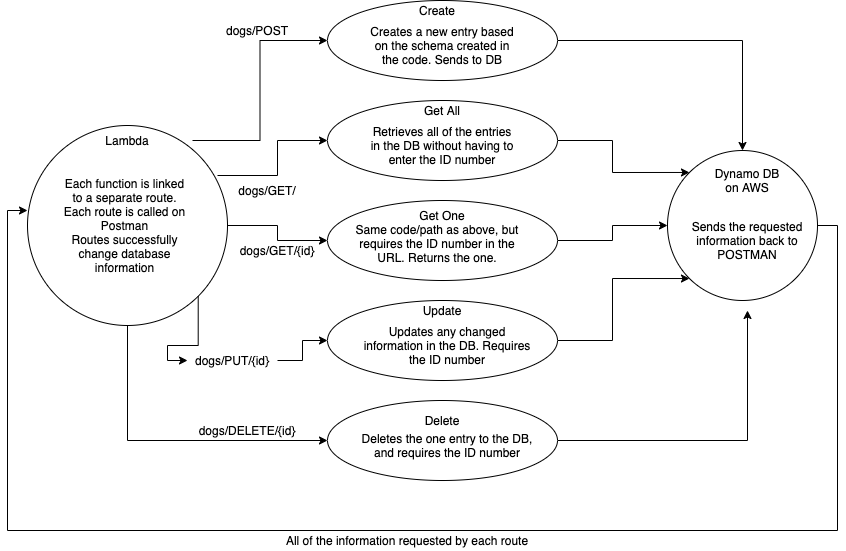 Create
dogs/POST
Creates a new entry based
on the schema created in
the code. Sends to DB
Get All
Lambda
Retrieves all of the entries
in the DB without having to
enter the ID number
Dynamo DB
on AWS
Each function is linked
to a separate route.
Each route is called on
Postman
Routes successfully
change database
information
dogs/GET/
Get One
Same code/path as above, but
requires the ID number in the
URL. Returns the one.
Sends the requested
information back to
POSTMAN
dogs/GET/{id}
Update
Updates any changed
information in the DB. Requires
the ID number
dogs/PUT/{id}
Delete
dogs/DELETE/{id}
Deletes the one entry to the DB,
and requires the ID number
All of the information requested by each route